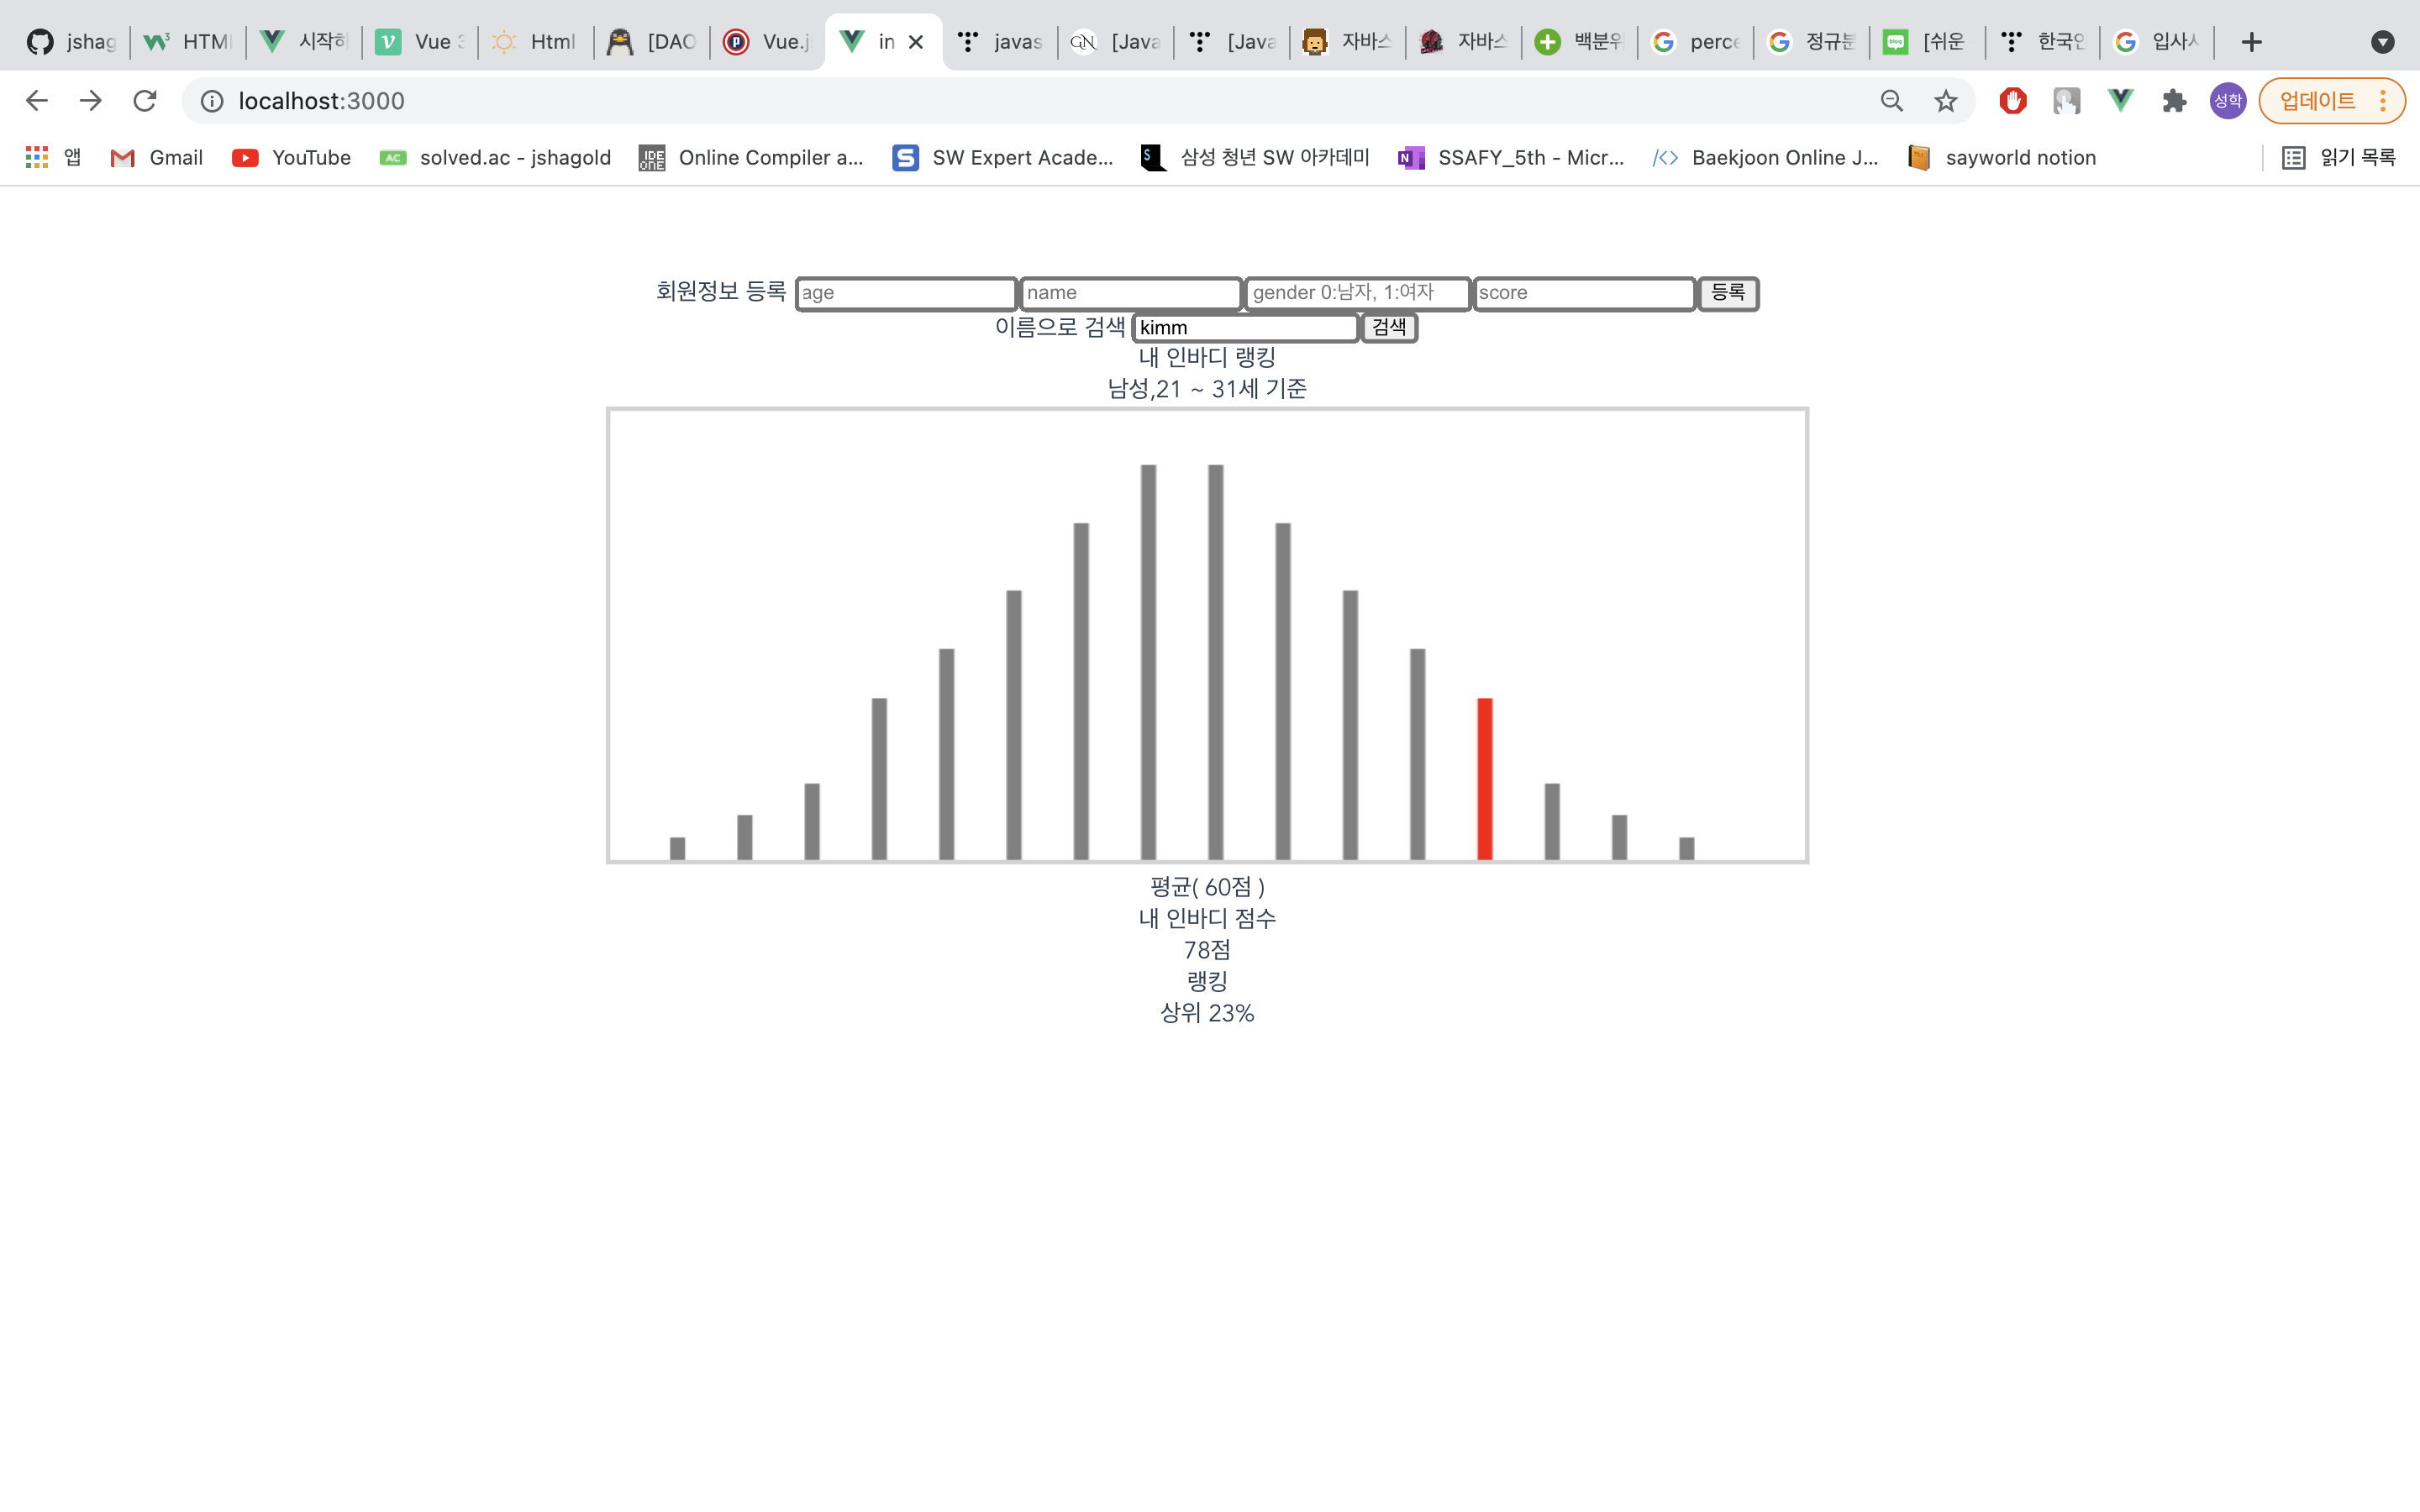 jshag
HTM
시작하
Vue 3
Html
[DAO
Vue.j
in
javas
[Java
[Java
자바스
자바스
백분위
perce
정규분
[쉬운
한국인
입사
localhost:3000
성학
업데이트
앱
Gmail
YouTube
AC
solved.ac - jshagold
IDE ONE
Online Compiler a...
SW Expert Acade...
삼성 청년 SW 아카데미
SSAFY_5th - Micr...
Baekjoon Online J...
sayworld notion
읽기 목록
회원정보 등록 age name gender 0:남자, 1:여자 score 등록
이름으로 검색 kimm 검색
내 인바디 랭킹
남성,21 ~ 31세 기준
평균( 60점 )
내 인바디 점수
78점
랭킹
상위 23%